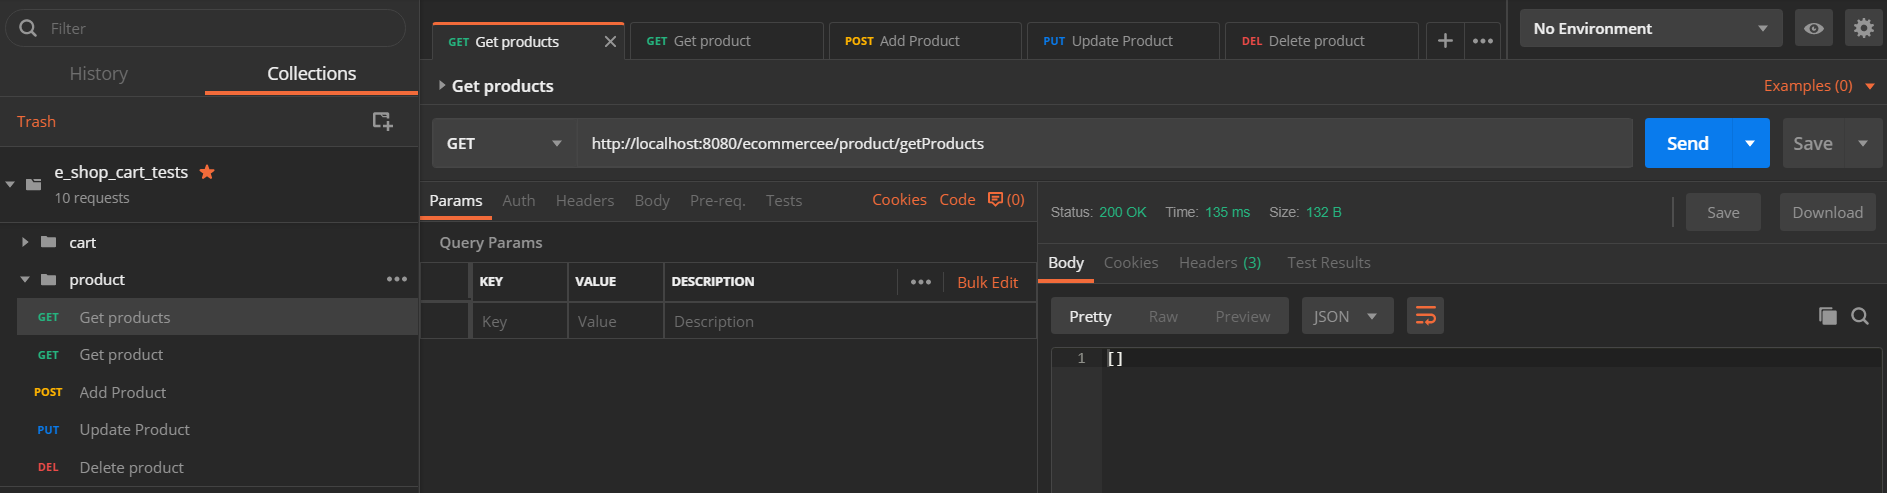 Filter
History Collections
Trash
e_shop_cart_tests
10 requests
cart
product
GET Get products
GET Get product
POST Add Product
PUT Update Product
DEL Delete product
GET Get products GET Get product POST Add Product PUT Update Product DEL Delete product
No Environment
Get products
Examples (0)
GET http://localhost:8080/ecommercee/product/getProducts
Send Save
Params Auth Headers Body Pre-req. Tests Cookies Code (0)
Query Params
KEY VALUE DESCRIPTION Bulk Edit
Key Value Description
Status: 200 OK Time: 135 ms Size: 132 B
Save Download
Body Cookies Headers (3) Test Results
Pretty Raw Preview JSON
1 []